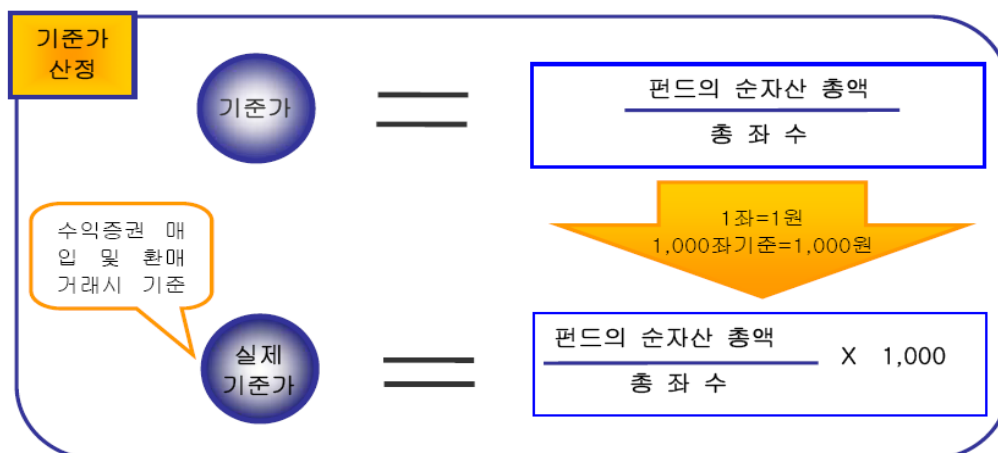 기준가
산정
기준가
펀드의 순자산 총액
총 좌 수
1좌=1원
1,000좌기준=1,000원
수익증권 매
입 및 환매
거래시 기준
실제
기준가
펀드의 순자산 총액
총 좌 수
X 1,000